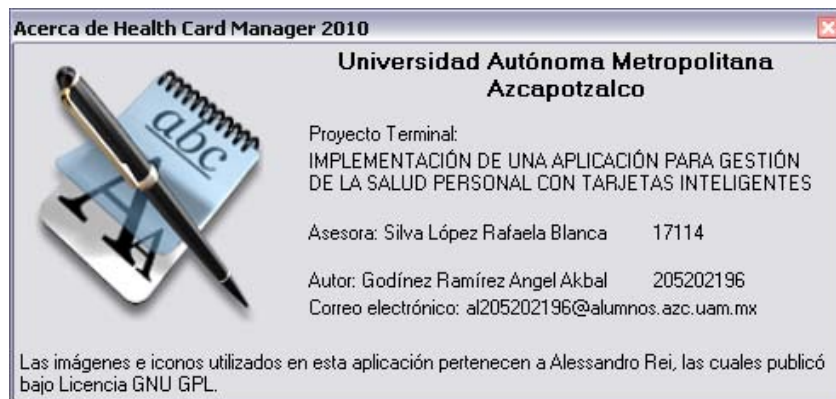 Acerca de Health Card Manager 2010
Universidad Autónoma Metropolitana
Azcapotzalco
abc
A
A
Proyecto Terminal:
IMPLEMENTACIÓN DE UNA APLICACIÓN PARA GESTIÓN
DE LA SALUD PERSONAL CON TARJETAS INTELIGENTES
Asesora: Silva López Rafaela Blanca 17114
Autor: Godínez Ramírez Angel Akbal 205202196
Correo electrónico: al205202196@alumnos.azc.uam.mx
Las imágenes e iconos utilizados en esta aplicación pertenecen a Alessandro Rei, las cuales publicó
bajo Licencia GNU GPL.